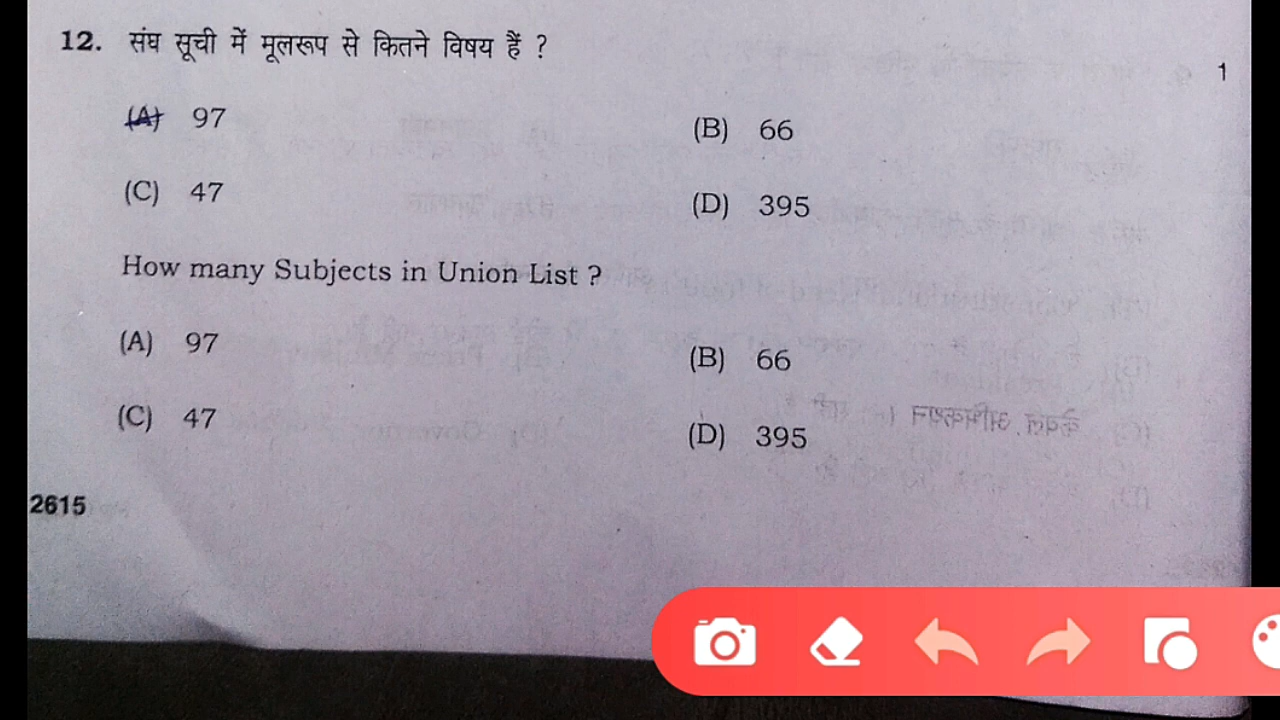 12. संघ सूची में मूलरूप से कितने विषय हैं ?
1
(A) 97
(B) 66
(C) 47
(D) 395
How many Subjects in Union List ?
(A) 97
(B) 66
(C) 47
(D) 395
2615